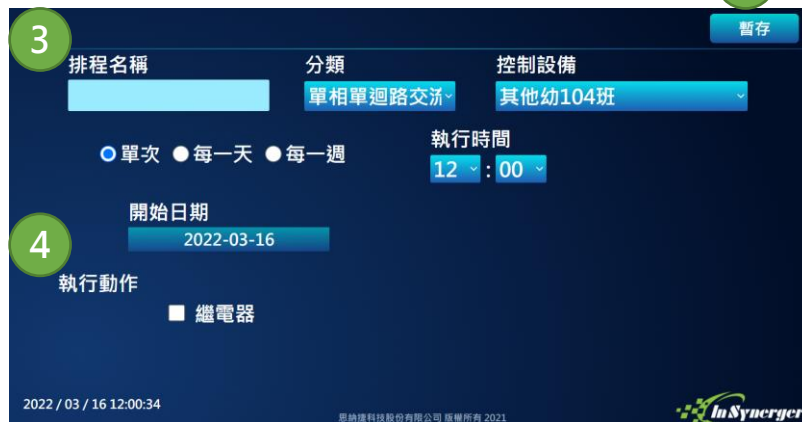 暫存
3
排程名稱 分類 控制設備
單相單迴路交流 其他幼104班
執行時間
單次 每一天 每一週
12 : 00
開始日期
2022-03-16
4
執行動作
繼電器
2022 / 03 / 16 12:00:34
思納捷科技股份有限公司 版權所有 2021
InSynerger